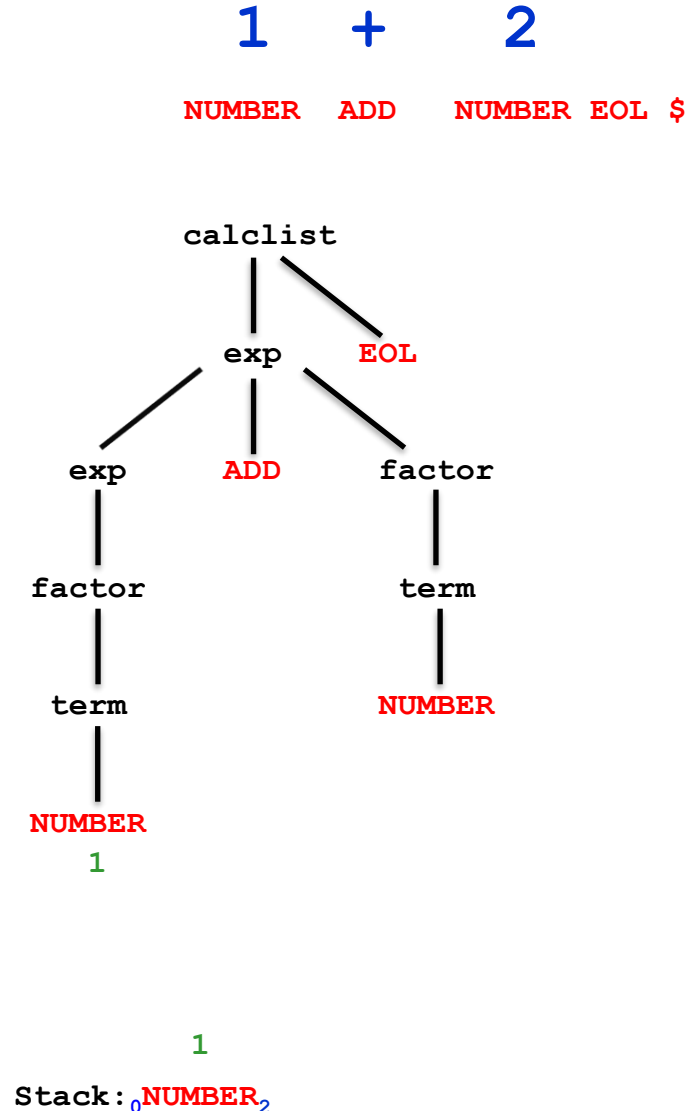 1 + 2
NUMBER ADD NUMBER EOL $
calclist
exp EOL
exp ADD factor
factor term
term NUMBER
NUMBER
1
1
Stack:0NUMBER2